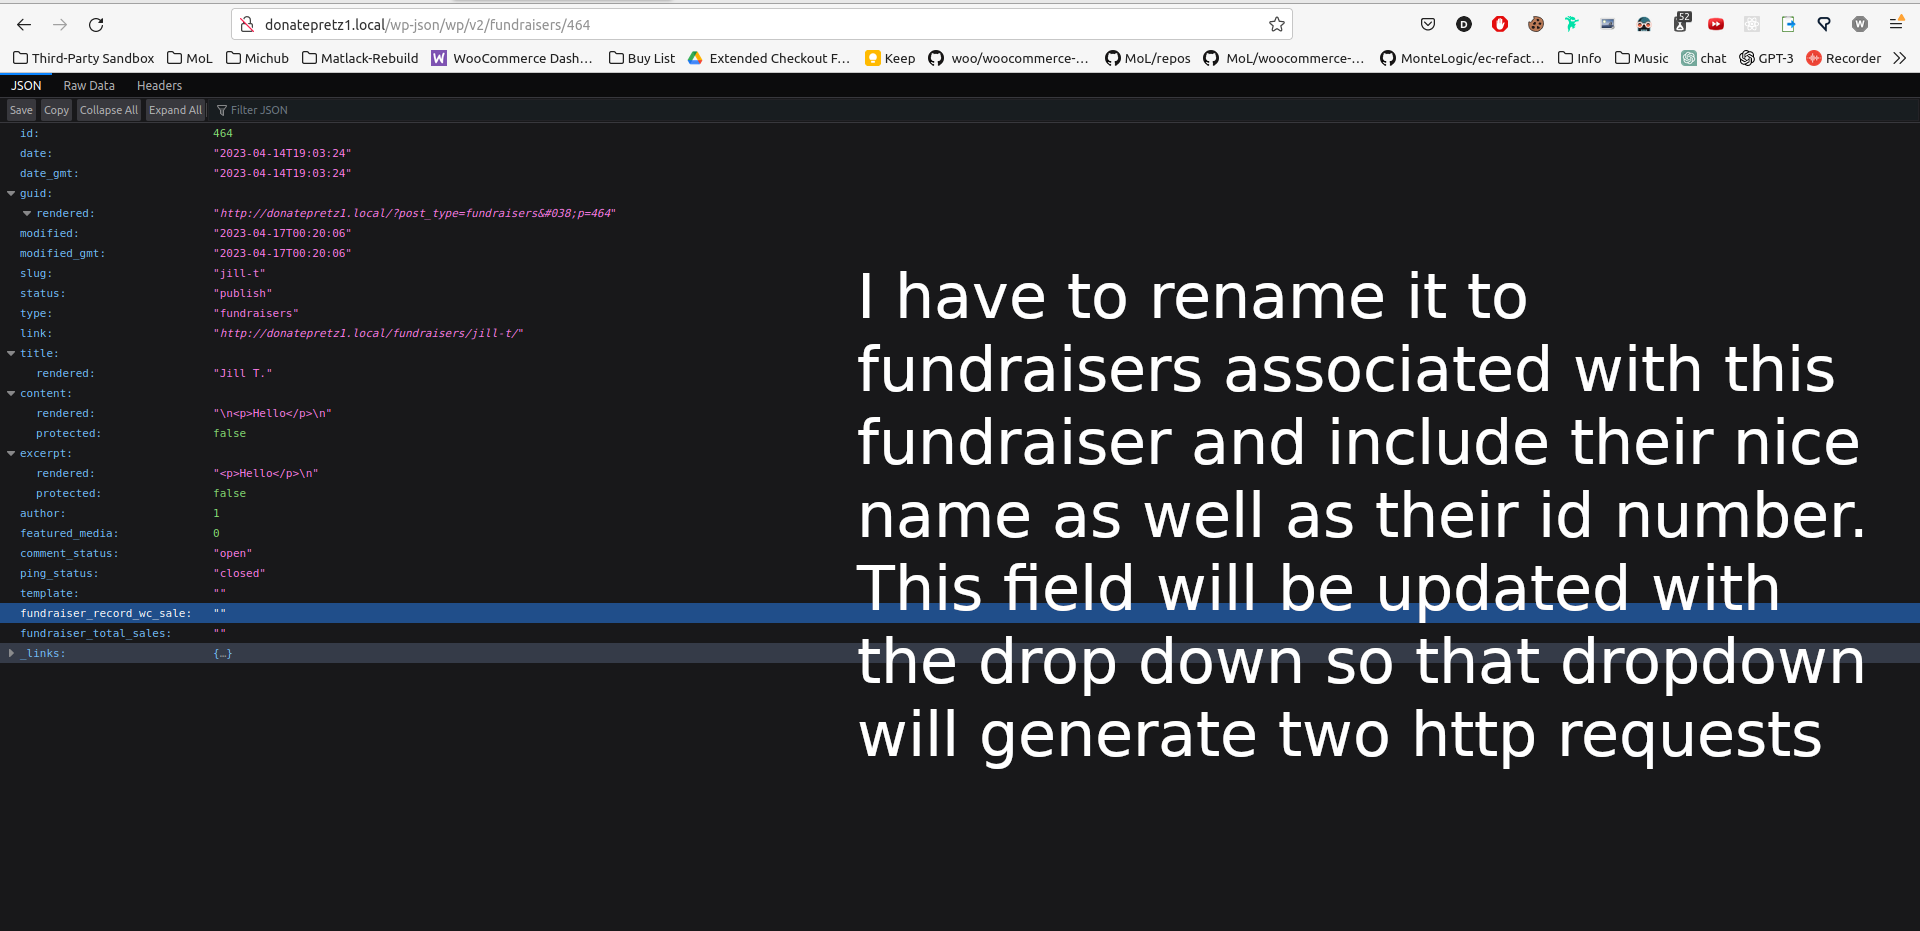 donatepretz1.local/wp-json/wp/v2/fundraisers/464
D
52
W
Third-Party Sandbox MoL Michub Matlack-Rebuild W WooCommerce Dash… Buy List Extended Checkout F… Keep woo/woocommerce-… MoL/repos MoL/woocommerce-… MonteLogic/ec-refact… Info Music chat GPT-3 Recorder
JSON Raw Data Headers
Save Copy Collapse All Expand All Filter JSON
id: 464
date: "2023-04-14T19:03:24"
date_gmt: "2023-04-14T19:03:24"
guid:
rendered: "http://donatepretz1.local/?post_type=fundraisers&#038;p=464"
modified: "2023-04-17T00:20:06"
modified_gmt: "2023-04-17T00:20:06"
slug: "jill-t"
status: "publish"
type: "fundraisers"
link: "http://donatepretz1.local/fundraisers/jill-t/"
title:
rendered: "Jill T."
content:
rendered: "\n<p>Hello</p>\n"
protected: false
excerpt:
rendered: "<p>Hello</p>\n"
protected: false
author: 1
featured_media: 0
comment_status: "open"
ping_status: "closed"
template: ""
fundraiser_record_wc_sale: ""
fundraiser_total_sales: ""
_links: {…}
I have to rename it to
fundraisers associated with this
fundraiser and include their nice
name as well as their id number.
This field will be updated with
the drop down so that dropdown
will generate two http requests